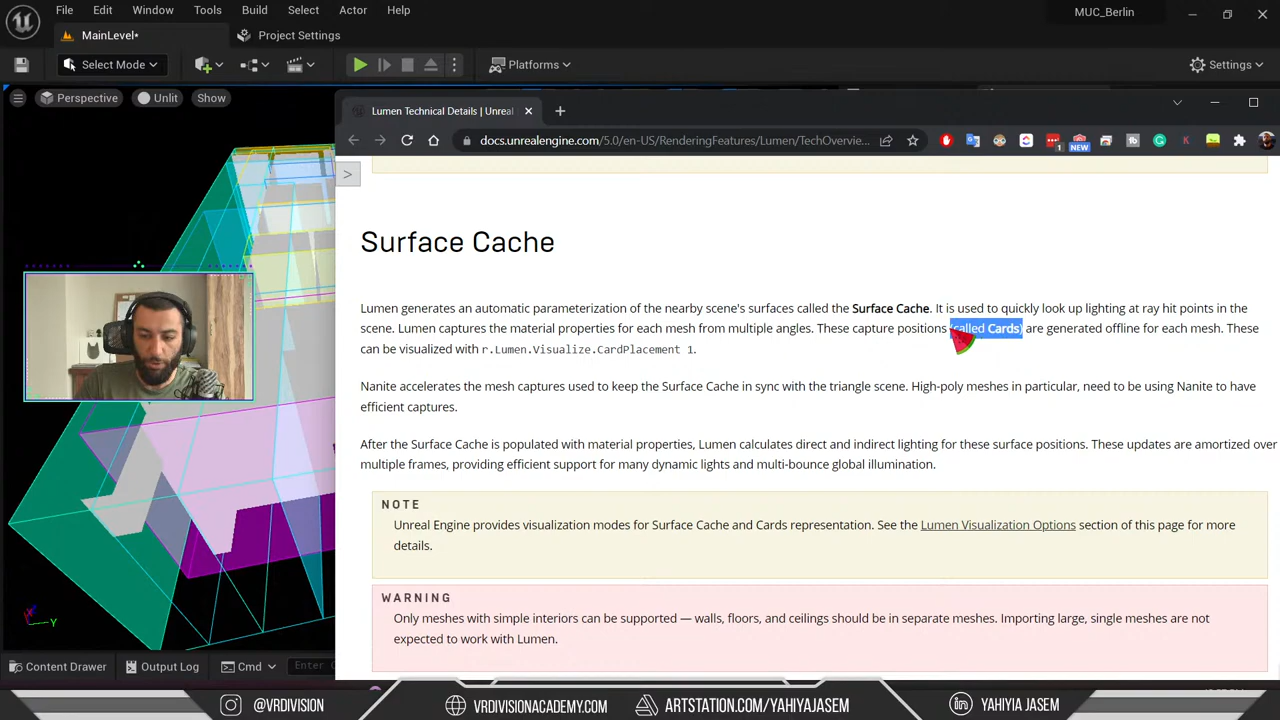 File Edit Window Tools Build Select Actor Help
MUC_Berlin
MainLevel*
Project Settings
Select Mode
Platforms
Settings
Perspective
Unlit
Show
Lumen Technical Details | Unreal
docs.unrealengine.com/5.0/en-US/RenderingFeatures/Lumen/TechOvervie...
1
NEW
K
>
Surface Cache
Lumen generates an automatic parameterization of the nearby scene's surfaces called the Surface Cache. It is used to quickly look up lighting at ray hit points in the
scene. Lumen captures the material properties for each mesh from multiple angles. These capture positions (called Cards) are generated offline for each mesh. These
can be visualized with r.Lumen.Visualize.CardPlacement 1.
Nanite accelerates the mesh captures used to keep the Surface Cache in sync with the triangle scene. High-poly meshes in particular, need to be using Nanite to have
efficient captures.
After the Surface Cache is populated with material properties, Lumen calculates direct and indirect lighting for these surface positions. These updates are amortized over
multiple frames, providing efficient support for many dynamic lights and multi-bounce global illumination.
NOTE
Unreal Engine provides visualization modes for Surface Cache and Cards representation. See the Lumen Visualization Options section of this page for more
details.
WARNING
Only meshes with simple interiors can be supported — walls, floors, and ceilings should be in separate meshes. Importing large, single meshes are not
expected to work with Lumen.
Y
Content Drawer
Output Log
Cmd
Enter
@VRDIVISION
VRDIVISIONACADEMY.COM
ARTSTATION.COM/YAHIYAJASEM
YAHIYIA JASEM